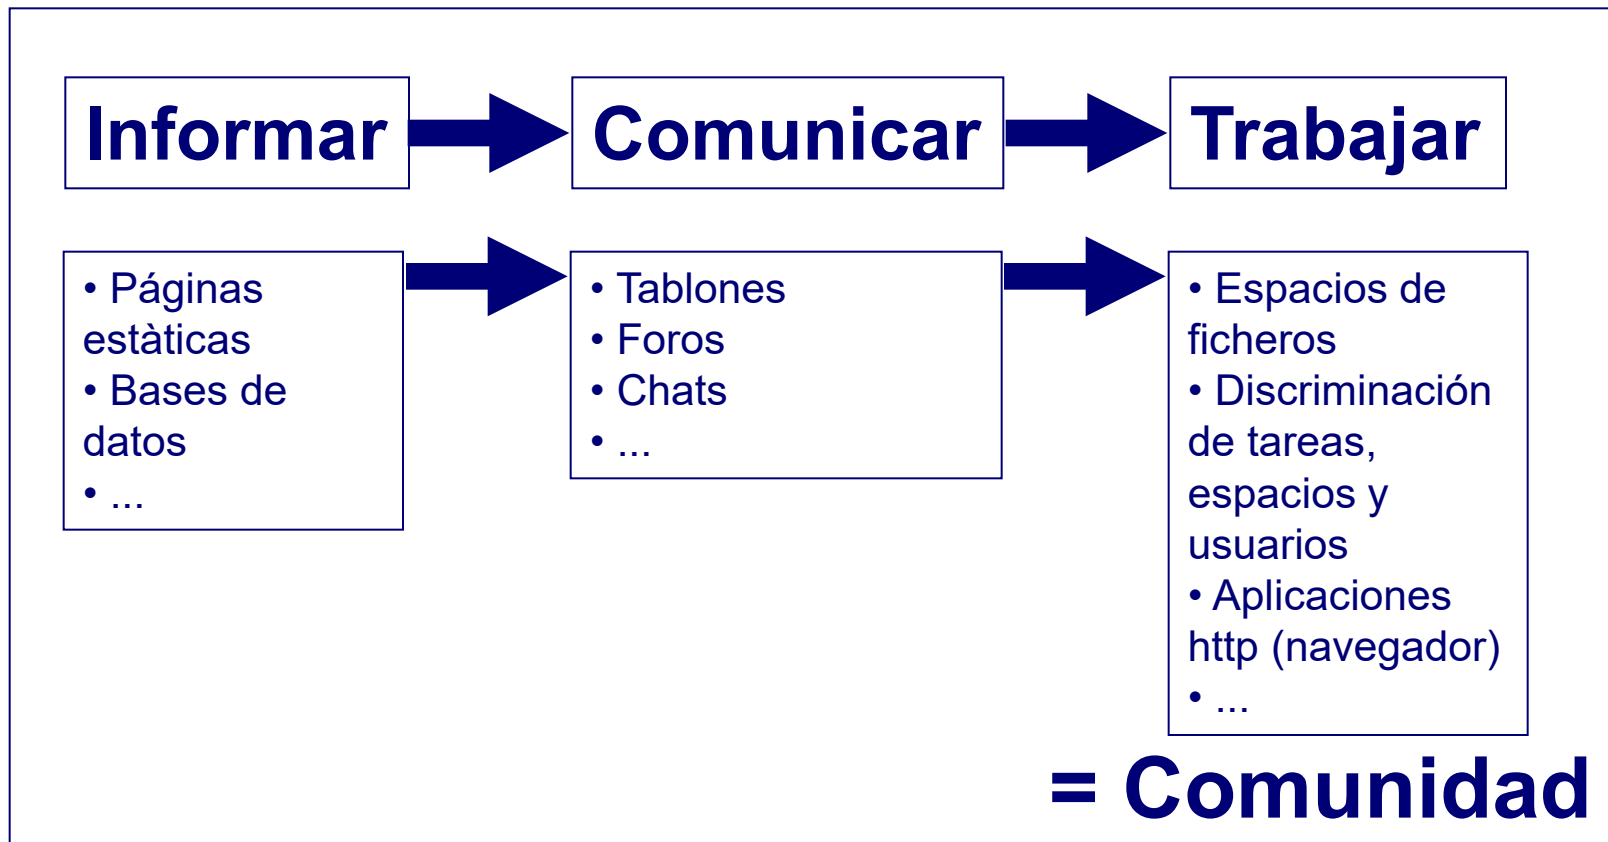 Informar
Comunicar
Trabajar
• Páginas
estàticas
• Bases de
datos
• ...
• Tablones
• Foros
• Chats
• ...
• Espacios de
ficheros
• Discriminación
de tareas,
espacios y
usuarios
• Aplicaciones
http (navegador)
• ...
= Comunidad